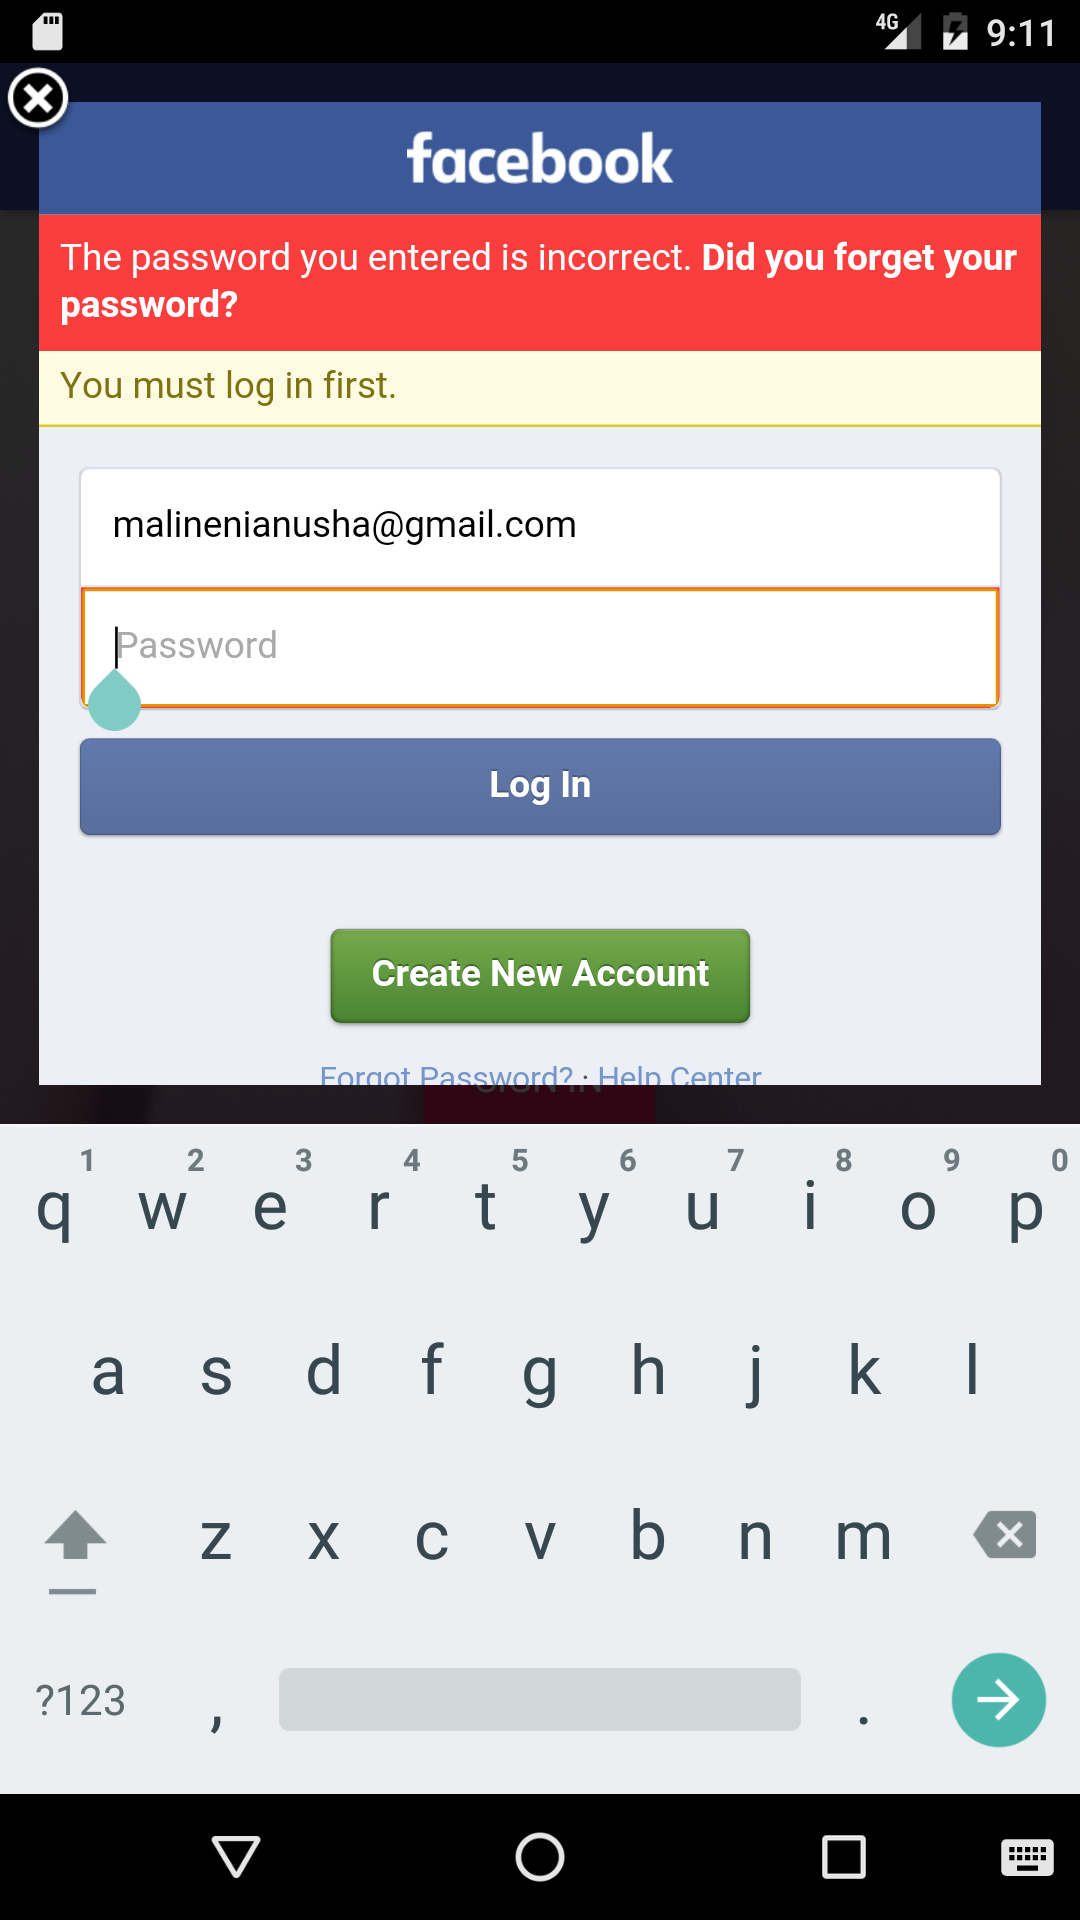 4G 9:11
facebook
The password you entered is incorrect. Did you forget your
password?
You must log in first.
malinenianusha@gmail.com
Password
Log In
Create New Account
Forgot Password? · Help Center
SIGN IN
1 2 3 4 5 6 7 8 9 0
q w e r t y u i o p
a s d f g h j k l
z x c v b n m
?123 , .